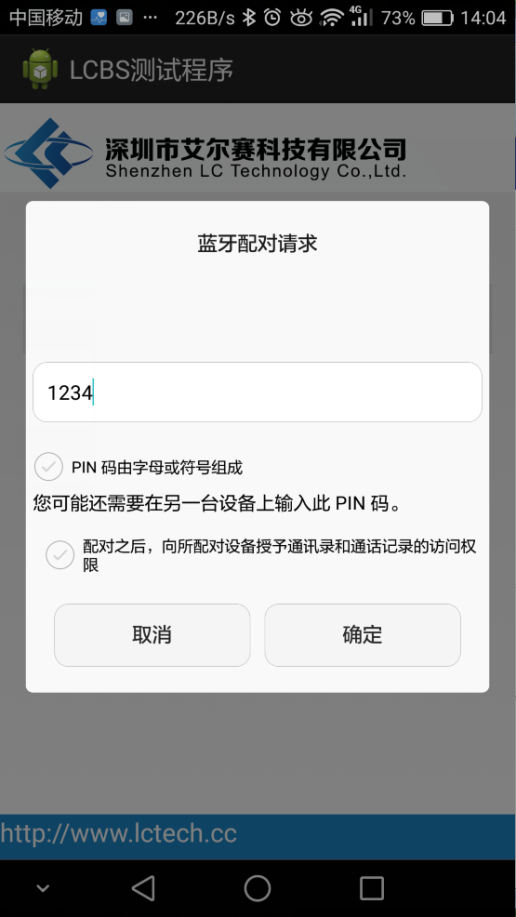 中国移动 ··· 226B/s 4G 73% 14:04
LCBS测试程序
深圳市艾尔赛科技有限公司
Shenzhen LC Technology Co.,Ltd.
蓝牙配对请求
1234
PIN 码由字母或符号组成
您可能还需要在另一台设备上输入此 PIN 码。
配对之后，向所配对设备授予通讯录和通话记录的访问权
限
取消 确定
http://www.lctech.cc